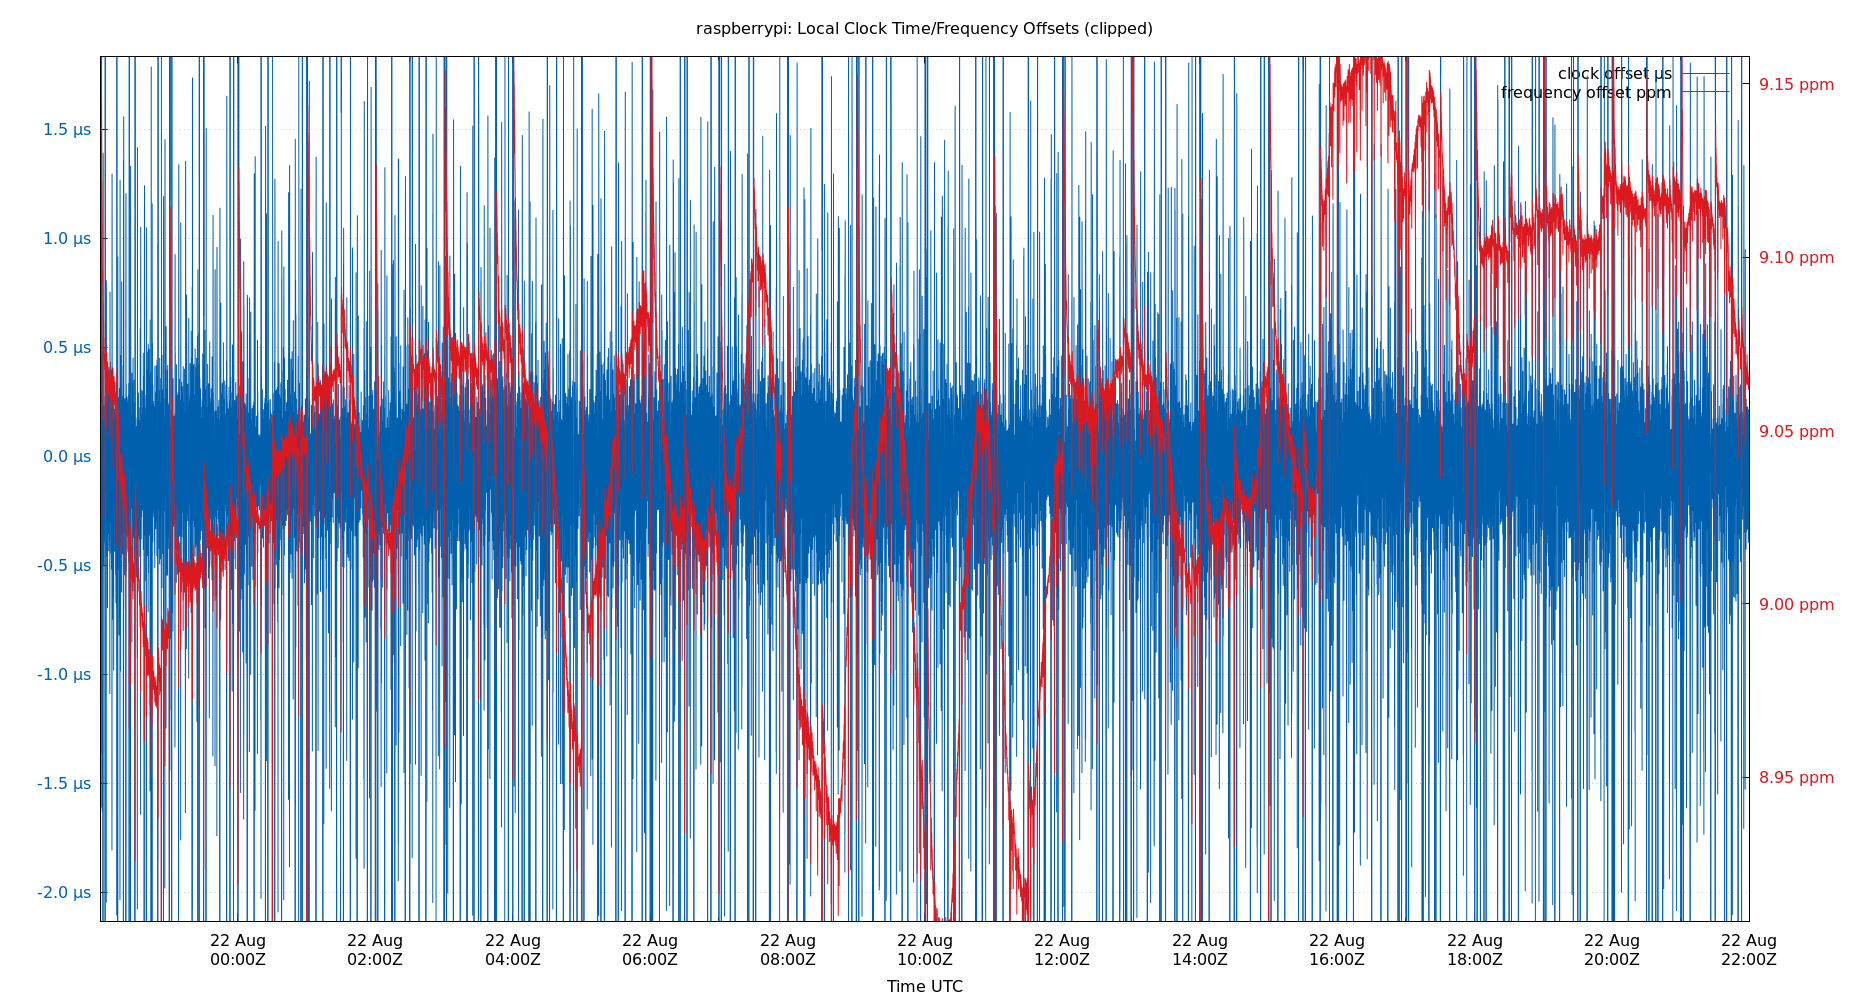 raspberrypi: Local Clock Time/Frequency Offsets (clipped)
clock offset µs
frequency offset ppm
1.5 µs
1.0 µs
0.5 µs
0.0 µs
-0.5 µs
-1.0 µs
-1.5 µs
-2.0 µs
9.15 ppm
9.10 ppm
9.05 ppm
9.00 ppm
8.95 ppm
22 Aug 22 Aug 22 Aug 22 Aug 22 Aug 22 Aug 22 Aug 22 Aug 22 Aug 22 Aug 22 Aug 22 Aug
00:00Z 02:00Z 04:00Z 06:00Z 08:00Z 10:00Z 12:00Z 14:00Z 16:00Z 18:00Z 20:00Z 22:00Z
Time UTC